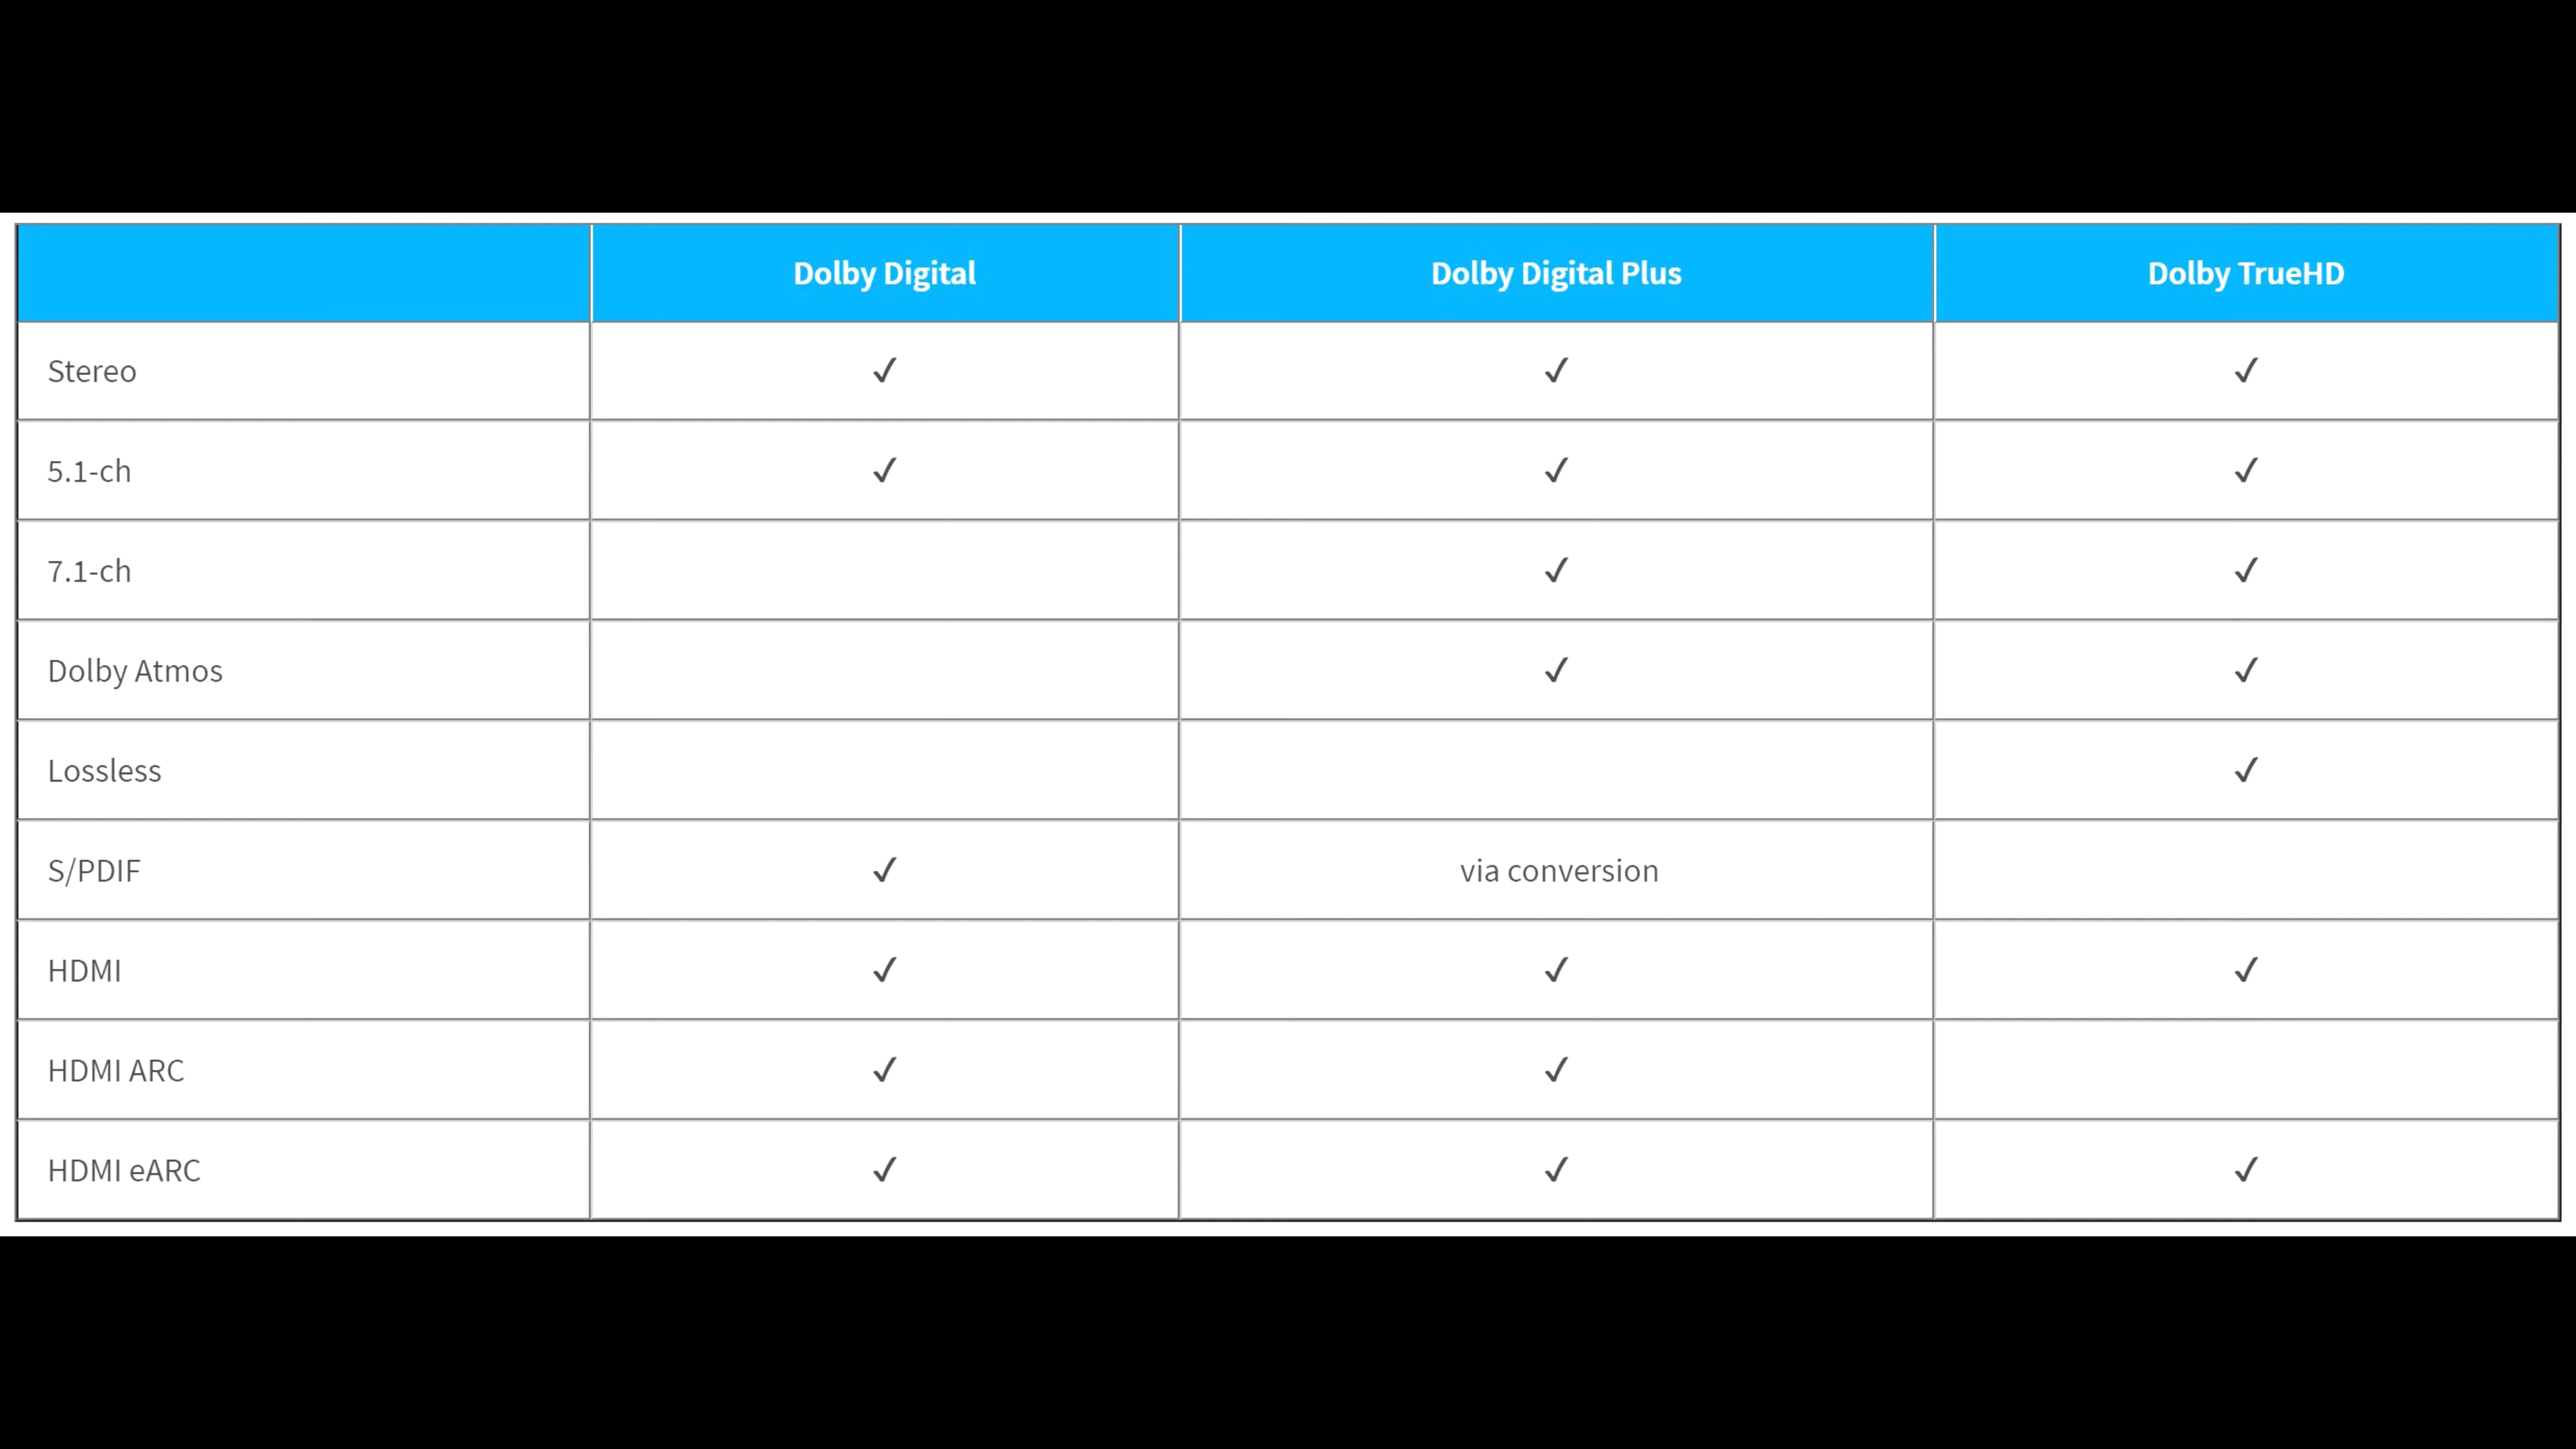 Dolby Digital Dolby Digital Plus Dolby TrueHD
Stereo ✓ ✓ ✓
5.1-ch ✓ ✓ ✓
7.1-ch ✓ ✓
Dolby Atmos ✓ ✓
Lossless ✓
S/PDIF ✓ via conversion
HDMI ✓ ✓ ✓
HDMI ARC ✓ ✓
HDMI eARC ✓ ✓ ✓